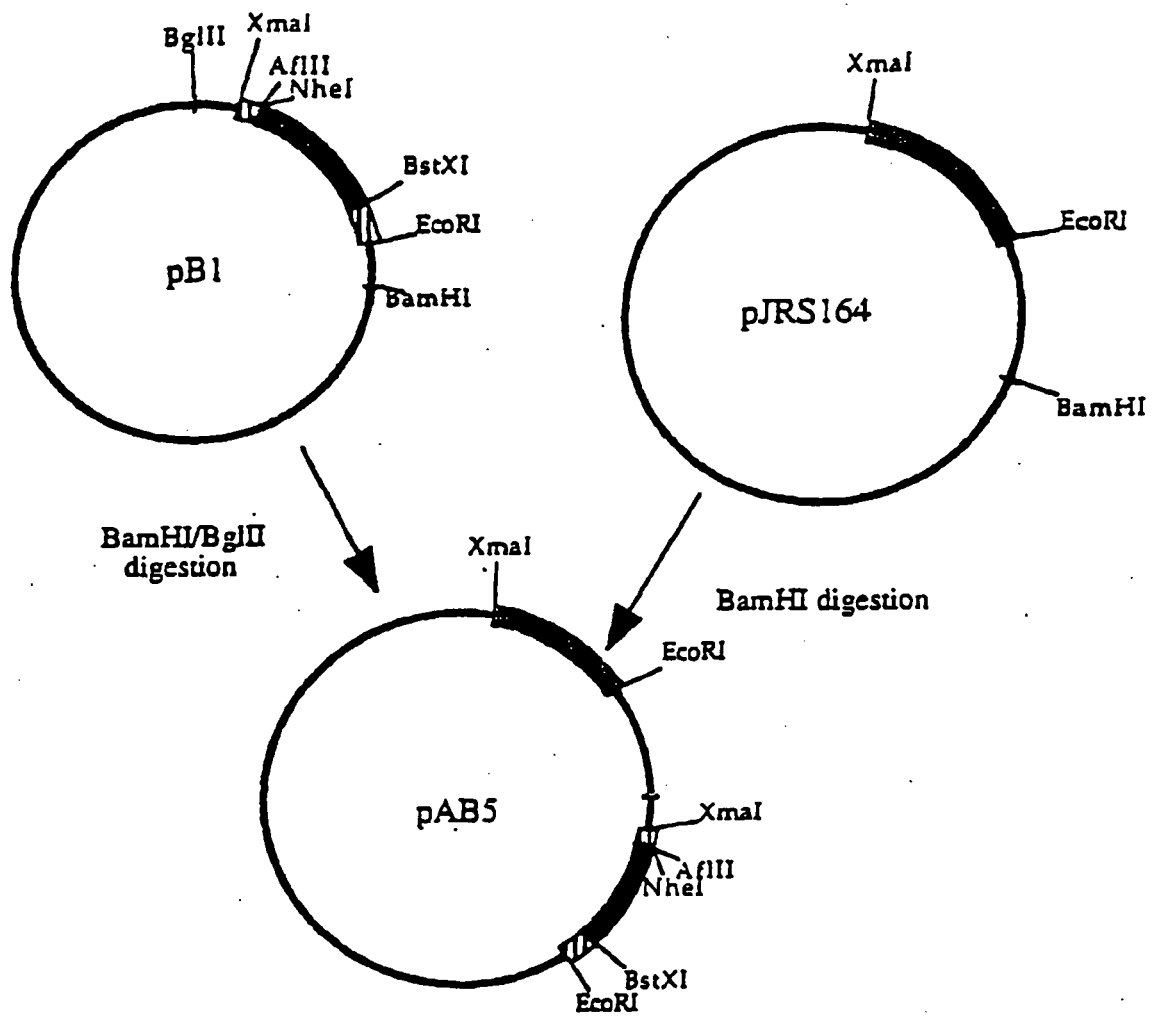 BglII
XmaI
AflII
NheI
BstXI
EcoRI
BamHI
pB1
XmaI
EcoRI
pJRS164
BamHI
BamHI/BglII
digestion
BamHI digestion
XmaI
EcoRI
pAB5
XmaI
AflII
NheI
BstXI
EcoRI